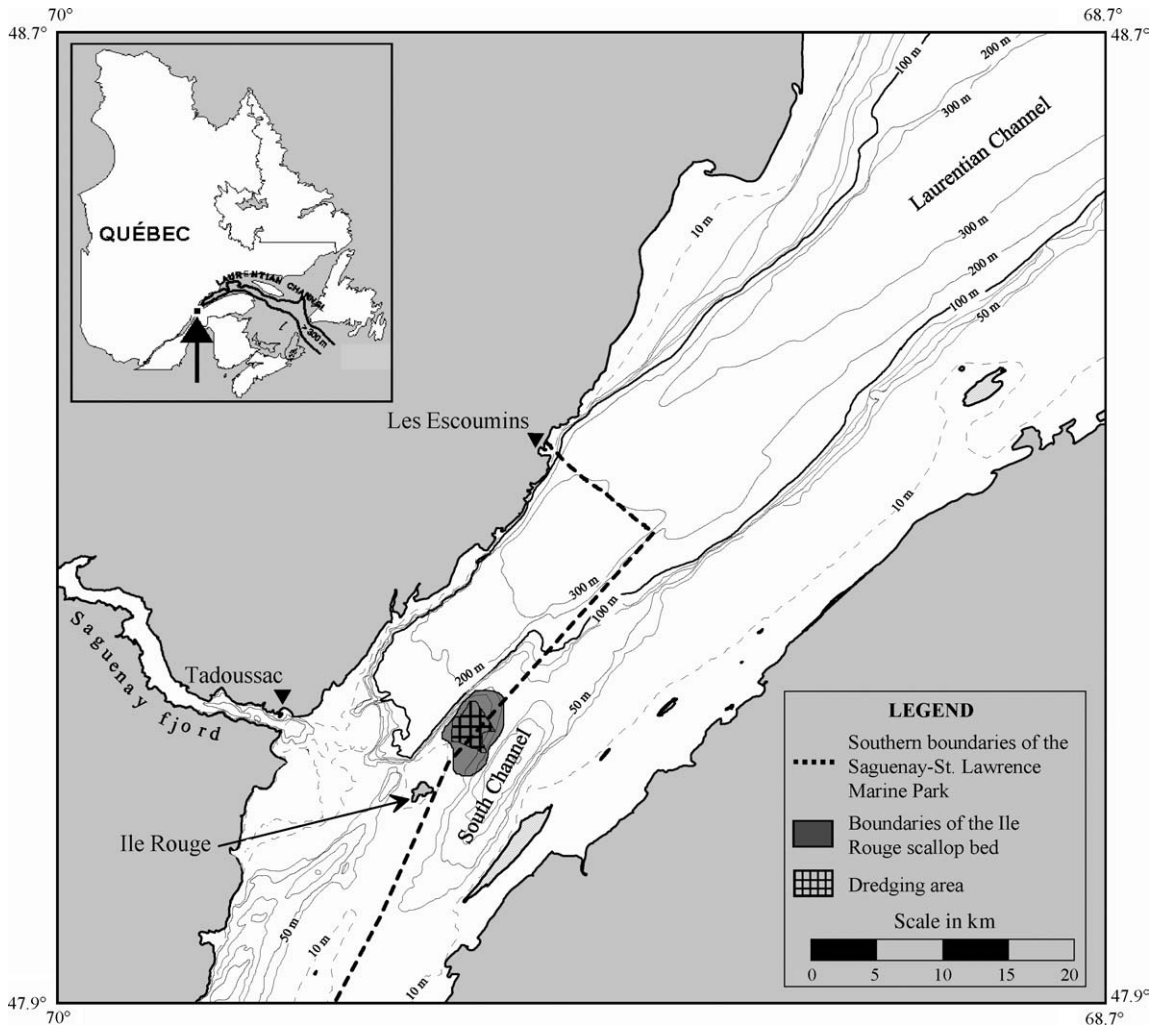 70°
68.7°
48.7°
48.7°
QUÉBEC
LAURENTIAN CHANNEL
> 300 m
100 m
200 m
300 m
Laurentian Channel
10 m
300 m
200 m
100 m
50 m
Les Escoumins
10 m
300 m
100 m
Saguenay fjord
Tadoussac
200 m
50 m
South Channel
Ile Rouge
50 m
10 m
10 m
LEGEND
Southern boundaries of the
Saguenay-St. Lawrence
Marine Park
Boundaries of the Ile
Rouge scallop bed
Dredging area
Scale in km
0 5 10 15 20
47.9°
47.9°
70°
68.7°